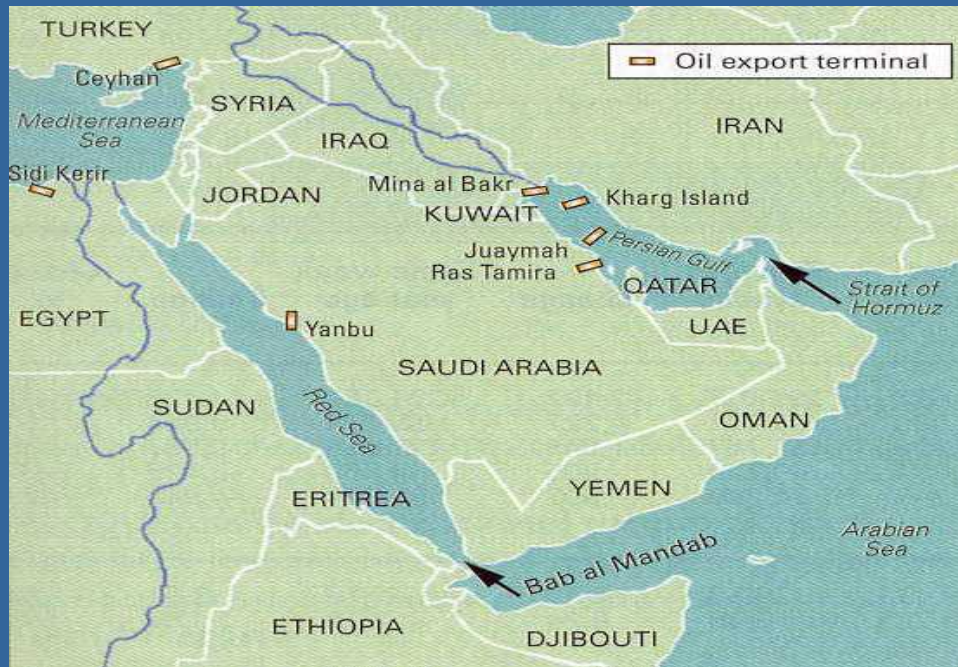 TURKEY
Oil export terminal
Ceyhan
SYRIA
Mediterranean
Sea
IRAQ
IRAN
Sidi Kerir
JORDAN
Mina al Bakr
Kharg Island
KUWAIT
Juaymah
Persian Gulf
Ras Tamira
QATAR
Strait of
Hormuz
EGYPT
Yanbu
UAE
SAUDI ARABIA
SUDAN
Red Sea
OMAN
ERITREA
YEMEN
Arabian
Sea
Bab al Mandab
ETHIOPIA
DJIBOUTI